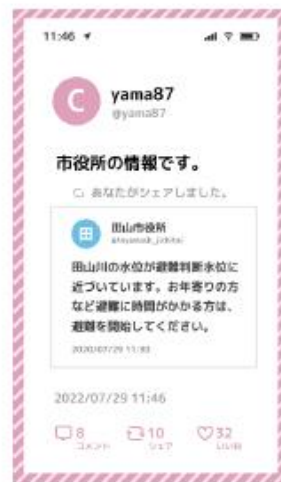 11:46
C
yama87
@yama87
市役所の情報です。
あなたがシェアしました。
田
田山市役所
田山川の水位が避難判断水位に
近づいています。お年寄りの方
など避難に時間がかかる方は、
避難を開始してください。
2020/07/29 11:30
2022/07/29 11:46
8
コメント
10
シェア
32
いいね